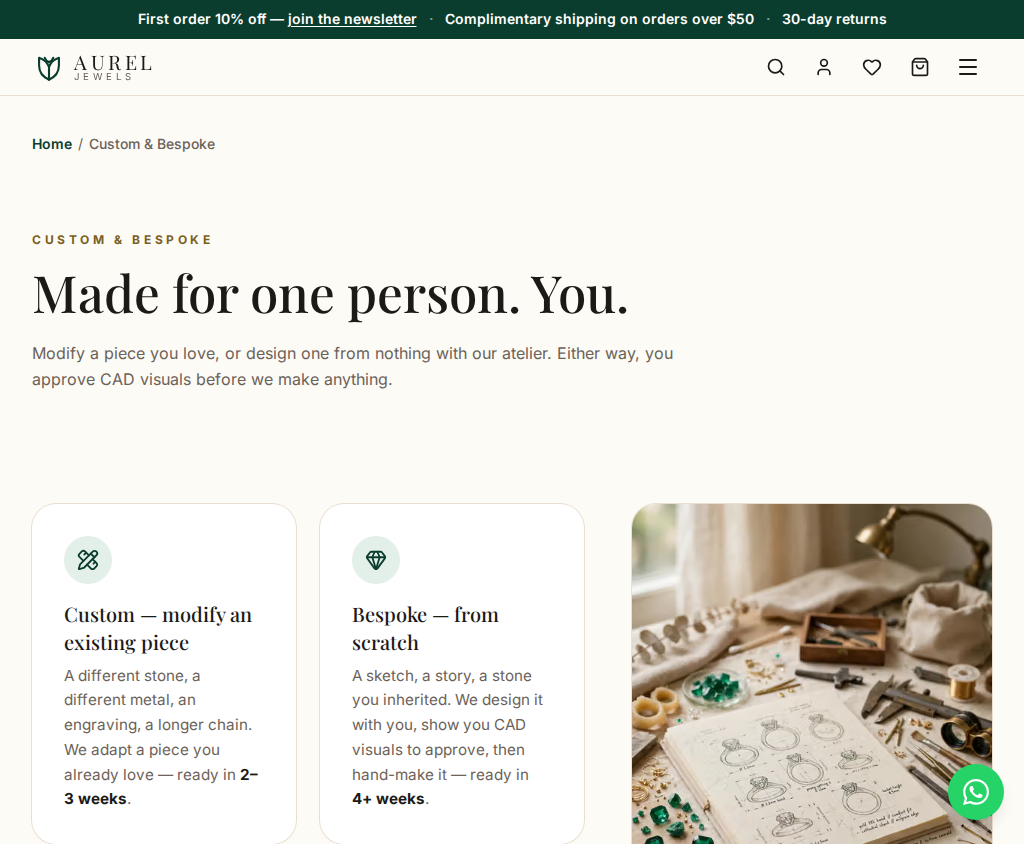 First order 10% off — join the newsletter · Complimentary shipping on orders over $50 · 30-day returns
AUREL
JEWELS
Home / Custom & Bespoke
CUSTOM & BESPOKE
Made for one person. You.
Modify a piece you love, or design one from nothing with our atelier. Either way, you
approve CAD visuals before we make anything.
Custom — modify an
existing piece
A different stone, a
different metal, an
engraving, a longer chain.
We adapt a piece you
already love — ready in 2–
3 weeks.
Bespoke — from
scratch
A sketch, a story, a stone
you inherited. We design it
with you, show you CAD
visuals to approve, then
hand-make it — ready in
4+ weeks.